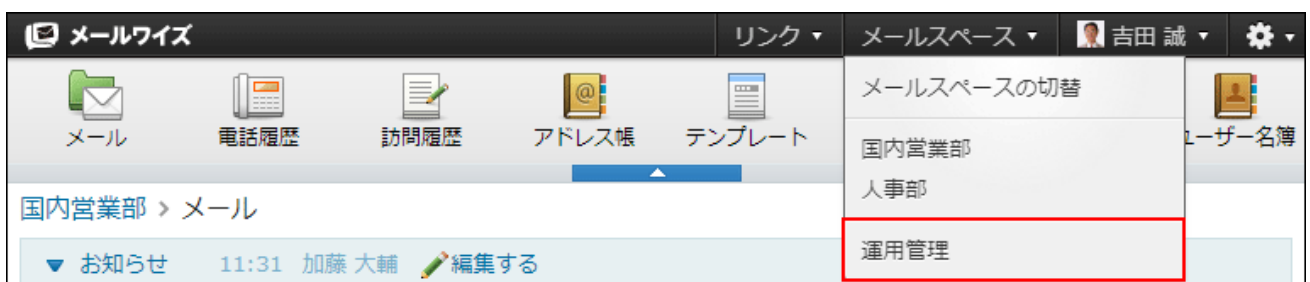 メールワイズ リンク ▼ メールスペース ▼ 吉田 誠 ▼
メール 電話履歴 訪問履歴 アドレス帳 テンプレート ーザー名簿
メールスペースの切替
国内営業部
人事部
運用管理
国内営業部 > メール
▼ お知らせ 11:31 加藤 大輔 編集する